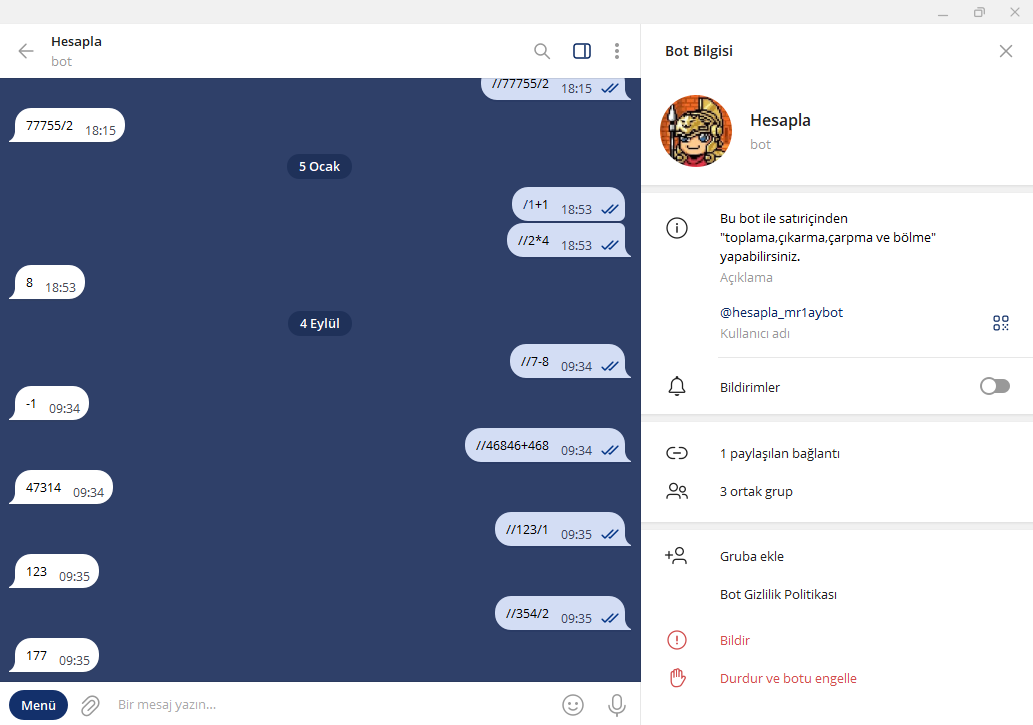 Hesapla
bot
//77755/2 18:15
77755/2 18:15
5 Ocak
/1+1 18:53
//2*4 18:53
8 18:53
4 Eylül
//7-8 09:34
-1 09:34
//46846+468 09:34
47314 09:34
//123/1 09:35
123 09:35
//354/2 09:35
177 09:35
Menü
Bir mesaj yazın...
Bot Bilgisi
Hesapla
bot
Bu bot ile satıriçinden
"toplama,çıkarma,çarpma ve bölme"
yapabilirsiniz.
Açıklama
@hesapla_mr1aybot
Kullanıcı adı
Bildirimler
1 paylaşılan bağlantı
3 ortak grup
Gruba ekle
Bot Gizlilik Politikası
Bildir
Durdur ve botu engelle